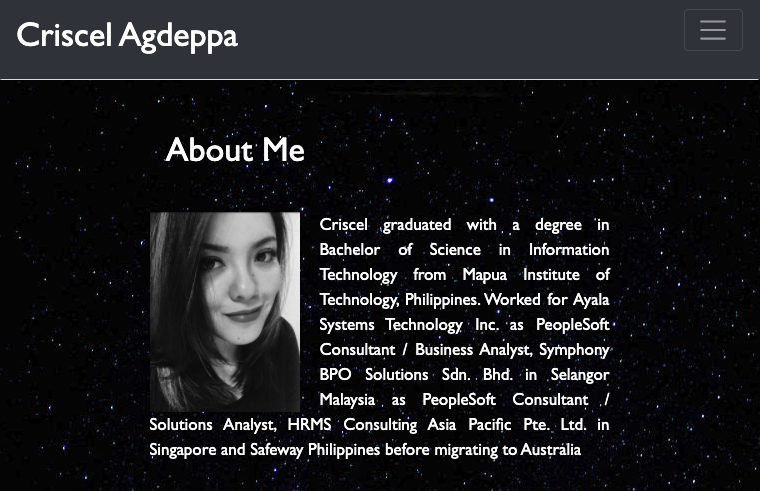 Criscel Agdeppa
About Me
Criscel graduated with a degree in
Bachelor of Science in Information
Technology from Mapua Institute of
Technology, Philippines. Worked for Ayala
Systems Technology Inc. as PeopleSoft
Consultant / Business Analyst, Symphony
BPO Solutions Sdn. Bhd. in Selangor
Malaysia as PeopleSoft Consultant /
Solutions Analyst, HRMS Consulting Asia Pacific Pte. Ltd. in
Singapore and Safeway Philippines before migrating to Australia